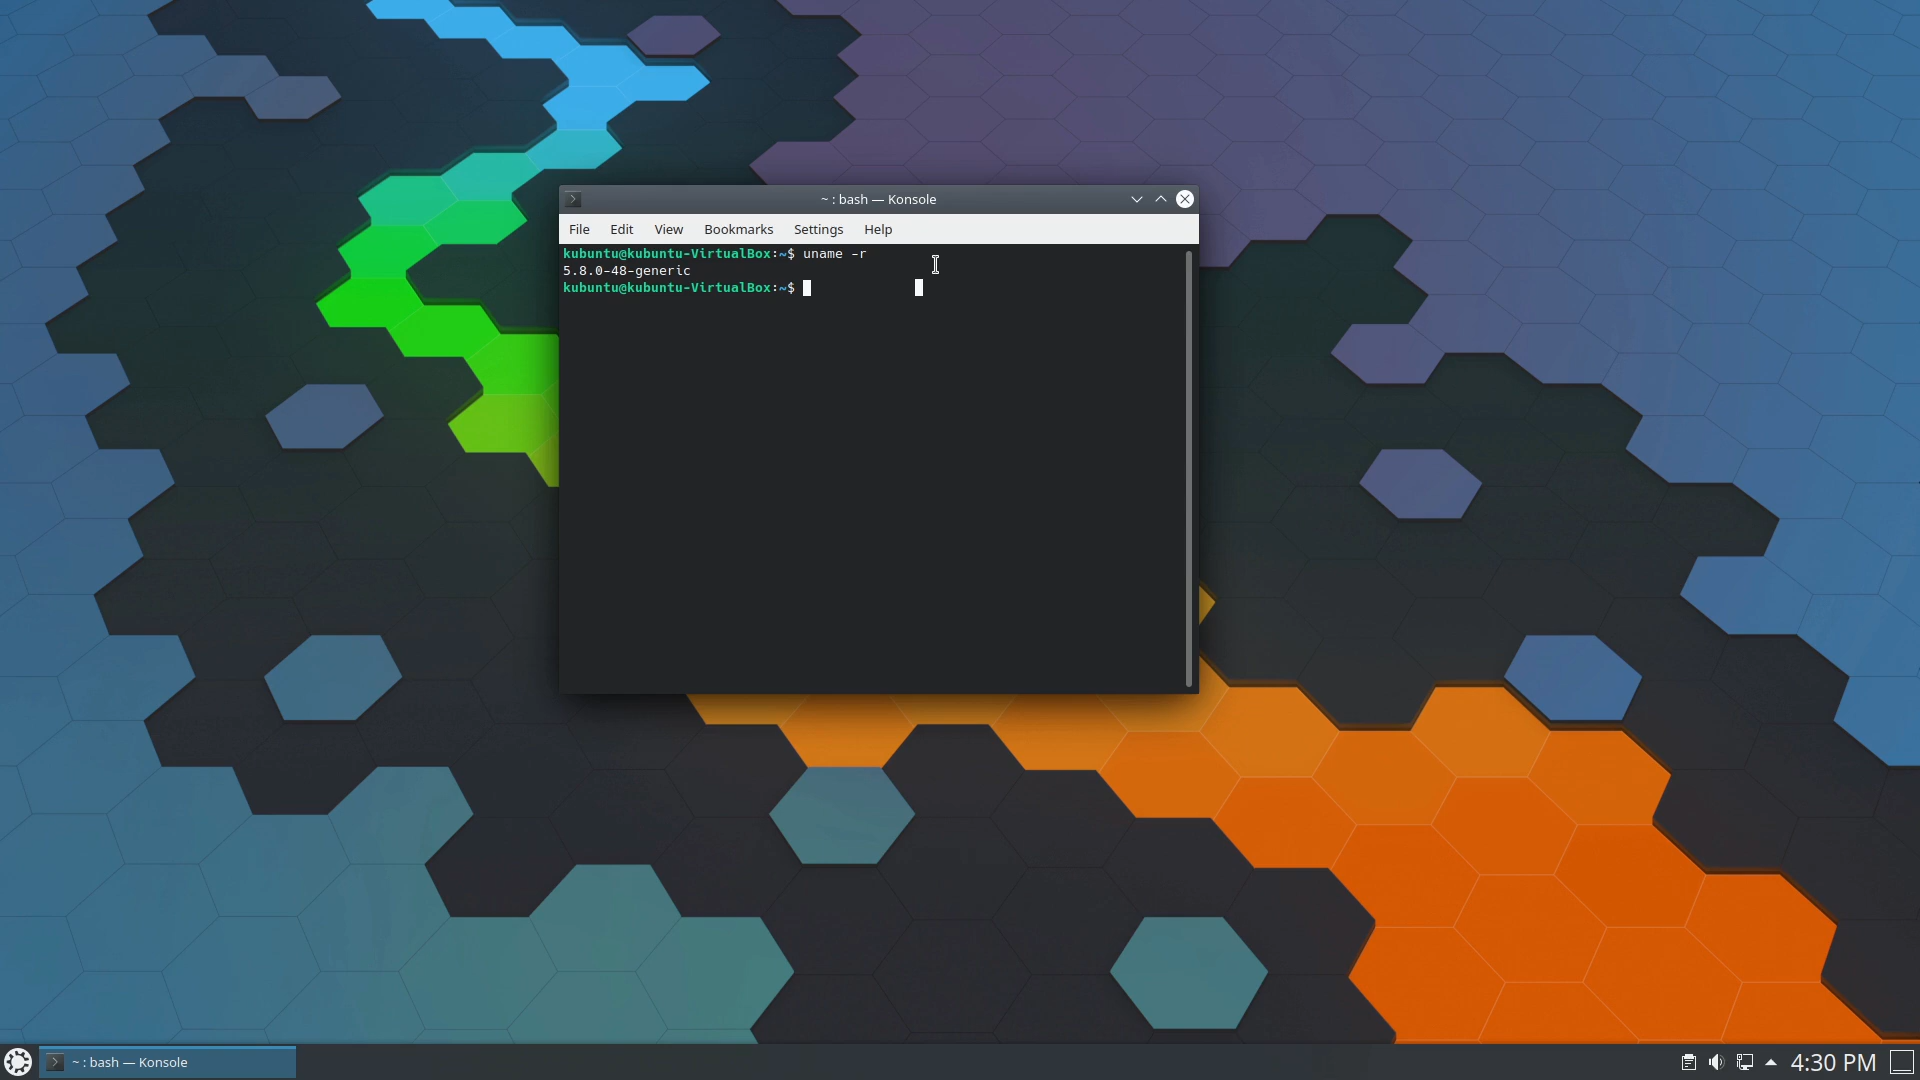 ~ : bash — Konsole
File Edit View Bookmarks Settings Help
kubuntu@kubuntu-VirtualBox:~$ uname -r
5.8.0-48-generic
kubuntu@kubuntu-VirtualBox:~$
~ : bash — Konsole
4:30 PM